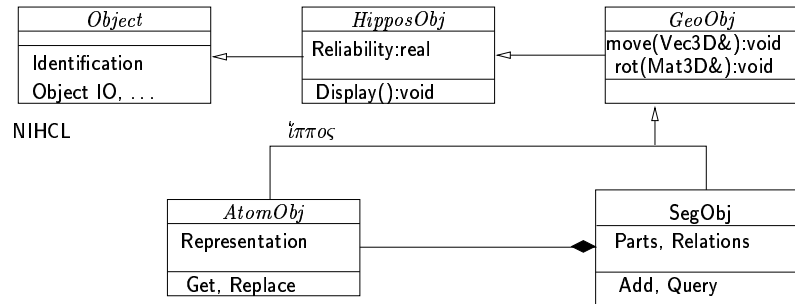 Object
Identification
Object IO, ...
HipposObj
Reliability:real
Display():void
GeoObj
move(Vec3D&):void
rot(Mat3D&):void
NIHCL
ἵππος
AtomObj
Representation
Get, Replace
SegObj
Parts, Relations
Add, Query